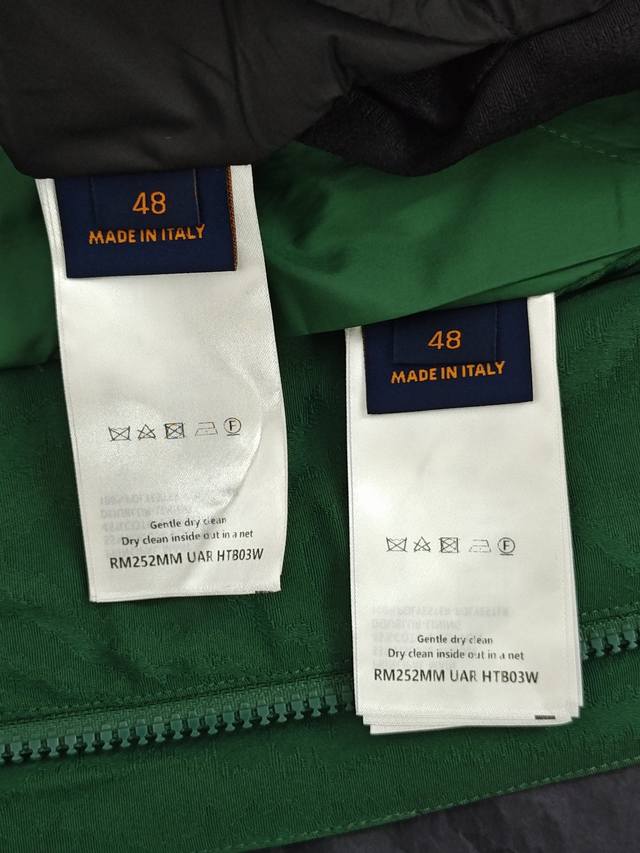 48
MADE IN ITALY
Gentle dry clean
Dry clean inside out in a net
RM252MM UAR HTB03W
48
MADE IN ITALY
Gentle dry clean
Dry clean inside out in a net
RM252MM UAR HTB03W